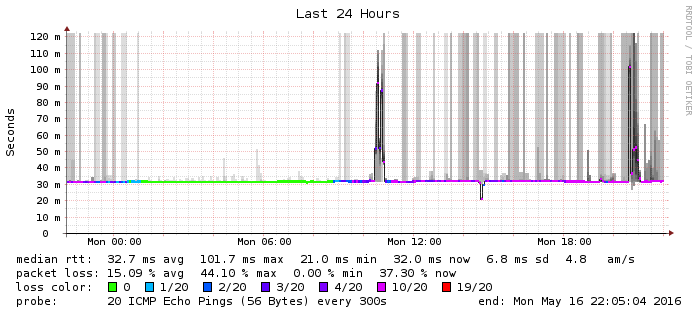 Last 24 Hours
RRDTOOL / TOBI OETIKER
Seconds
120 m
110 m
100 m
90 m
80 m
70 m
60 m
50 m
40 m
30 m
20 m
10 m
0
Mon 00:00 Mon 06:00 Mon 12:00 Mon 18:00
median rtt: 32.7 ms avg 101.7 ms max 21.0 ms min 32.0 ms now 6.8 ms sd 4.8 am/s
packet loss: 15.09 % avg 44.10 % max 0.00 % min 37.30 % now
loss color: 0 1/20 2/20 3/20 4/20 10/20 19/20
probe: 20 ICMP Echo Pings (56 Bytes) every 300s end: Mon May 16 22:05:04 2016